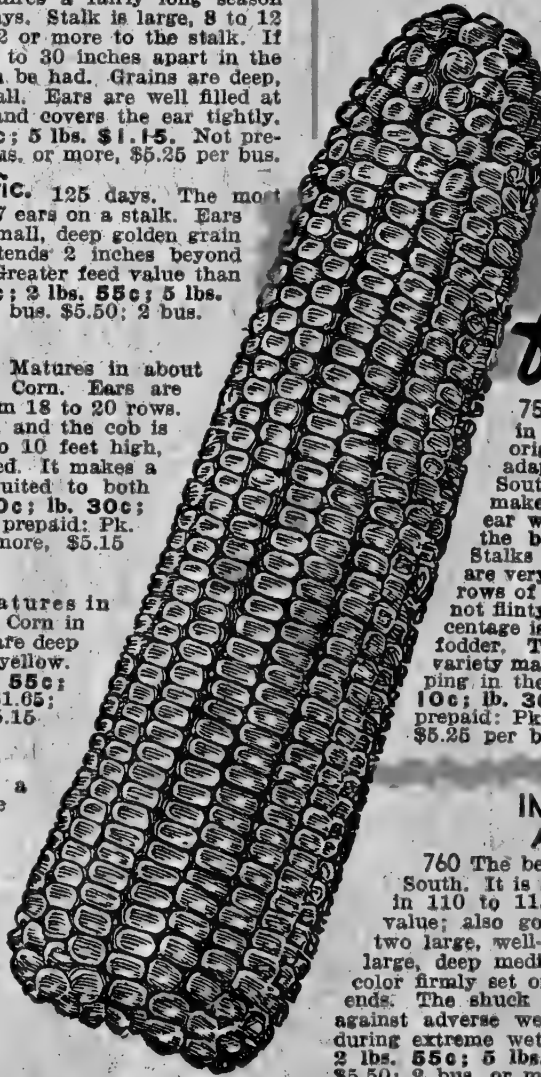 ays. Stalk is large, 8 to 12
2 or more to the stalk. If
to 30 inches apart in the
be had. Grains are deep,
all. Ears are well filled at
and covers the ear tightly.
c; 5 lbs. $1.15. Not pre-
us. or more, $5.25 per bus.
ic. 125 days. The most
7 ears on a stalk. Ears
mall, deep golden grain
tends 2 inches beyond
Greater feed value than
c; 2 lbs. 55c; 5 lbs.
bus. $5.50; 2 bus.
Matures in about
Corn. Ears are
m 18 to 20 rows.
and the cob is
o 10 feet high,
ed. It makes a
uited to both
0c; lb. 30c;
prepaid: Pk.
more, $5.15
atures in
Corn in
are deep
yellow.
55c;
$1.65;
5.15
a
e
75
in
orig
adap
Sout
make
ear w
the b
Stalks
are very
rows of
not flinty
centage is
fodder. T
variety ma
ping in the
10c; lb. 30
prepaid: Pk
$5.25 per b
IN
A
760 The be
South. It is
in 110 to 11
value; also go
two large, well-
large, deep medi
color firmly set o
ends. The shuck
against adverse we
during extreme wet
2 lbs. 55c; 5 lbs.
$5.50; 2 bus. or m